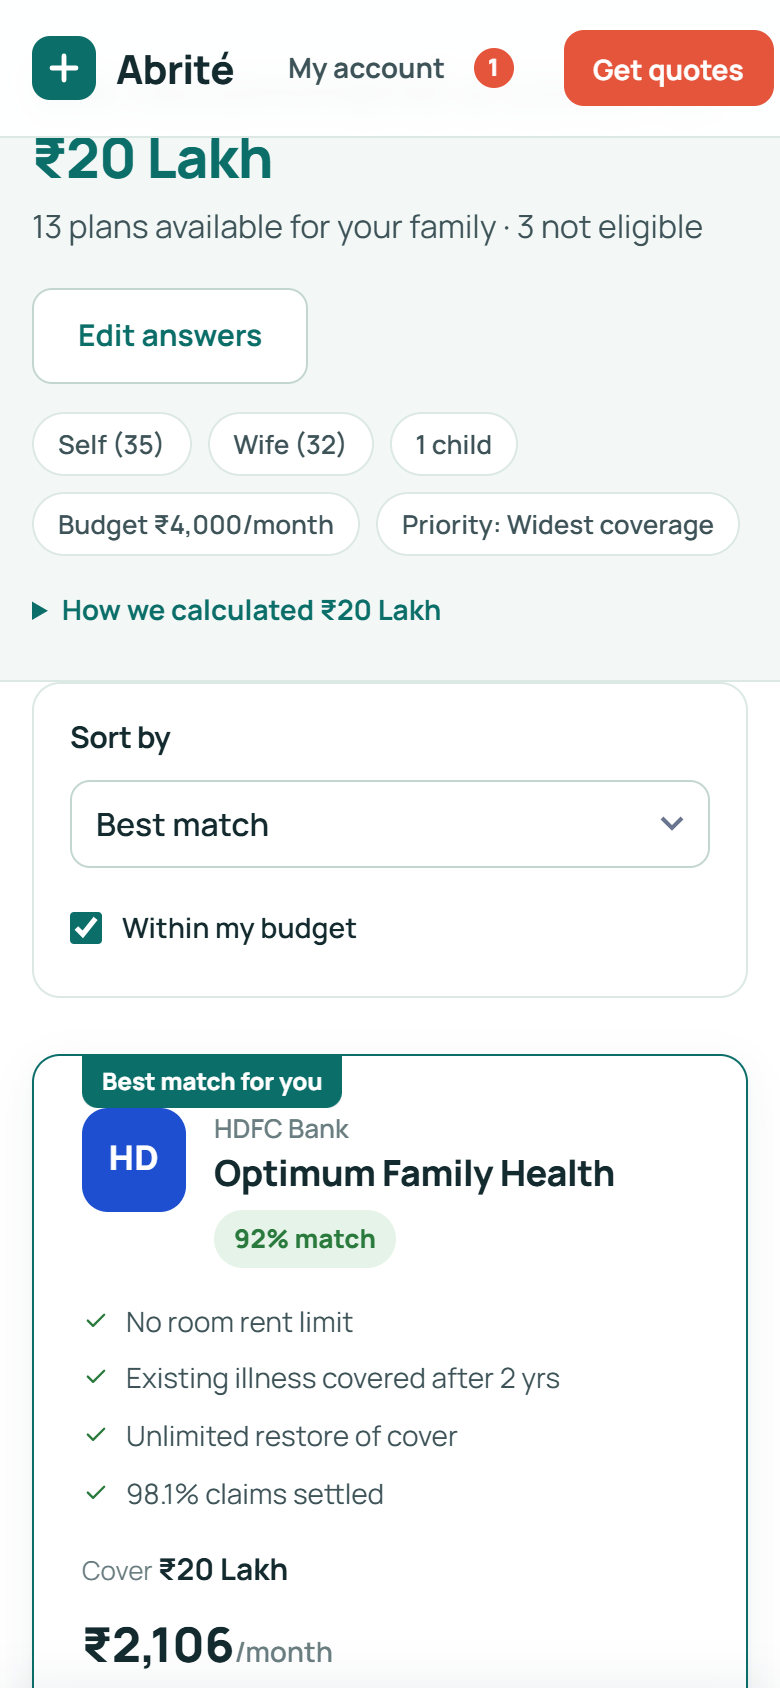 Abrité
My account 1
Get quotes
₹20 Lakh
13 plans available for your family · 3 not eligible
Edit answers
Self (35)
Wife (32)
1 child
Budget ₹4,000/month
Priority: Widest coverage
How we calculated ₹20 Lakh
Sort by
Best match
Within my budget
Best match for you
HD
HDFC Bank
Optimum Family Health
92% match
No room rent limit
Existing illness covered after 2 yrs
Unlimited restore of cover
98.1% claims settled
Cover ₹20 Lakh
₹2,106/month